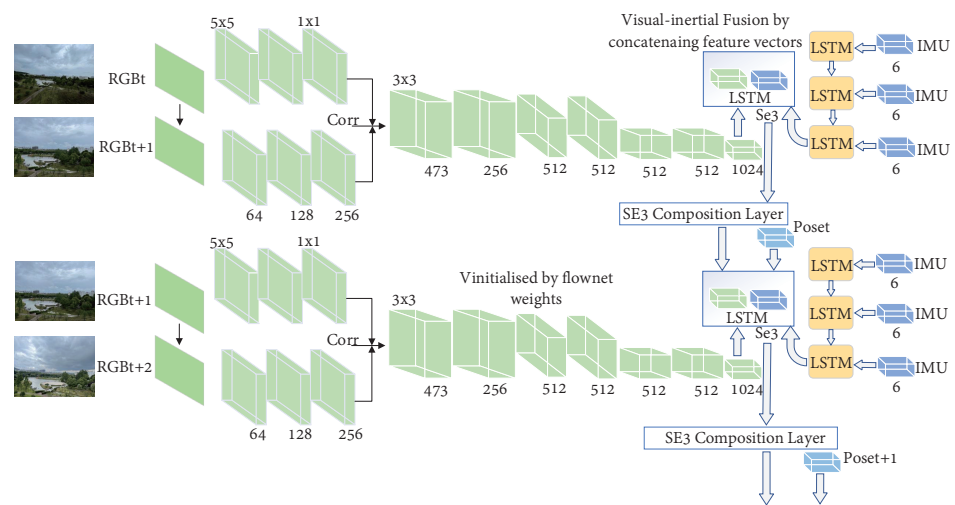 5x5
1x1
Visual-inertial Fusion by
concatenaing feature vectors
LSTM
IMU
6
RGBt
3x3
LSTM
IMU
6
LSTM
Corr
Se3
RGBt+1
LSTM
IMU
6
473
256
512
512
512
512
1024
64
128
256
SE3 Composition Layer
Poset
5x5
1x1
LSTM
IMU
6
Vinitialised by flownet
weights
RGBt+1
3x3
LSTM
IMU
6
LSTM
Corr
Se3
RGBt+2
LSTM
IMU
6
473
256
512
512
512
512
1024
64
128
256
SE3 Composition Layer
Poset+1